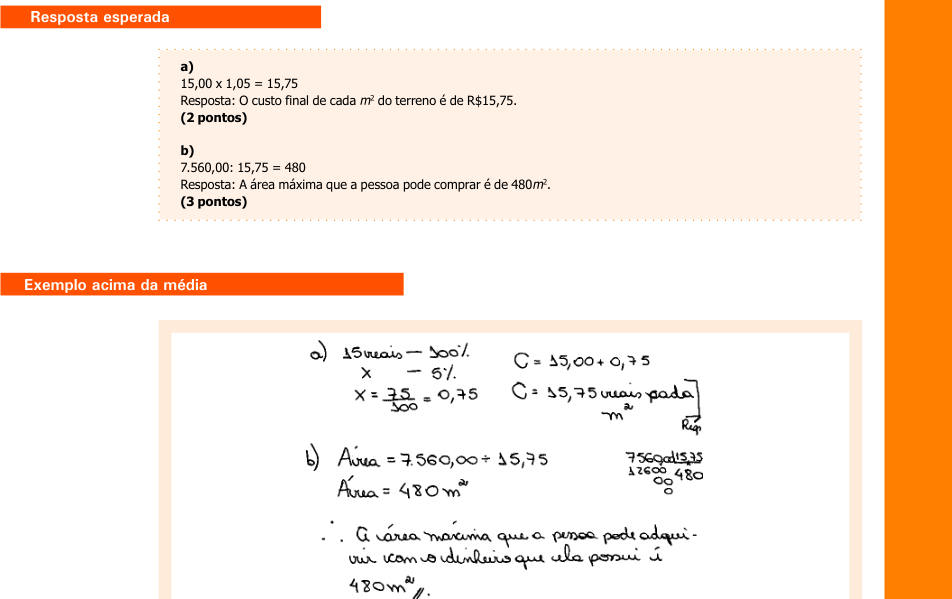 Resposta esperada
a)
15,00 x 1,05 = 15,75
Resposta: O custo final de cada m² do terreno é de R$15,75.
(2 pontos)
b)
7.560,00: 15,75 = 480
Resposta: A área máxima que a pessoa pode comprar é de 480m².
(3 pontos)
Exemplo acima da média
a) 15 reais — 100%
x — 5%
x = 75/100 = 0,75
C = 15,00 + 0,75
C = 15,75 reais pada
m²
Rép
b) Área = 7.560,00 ÷ 15,75
Área = 480 m²
15,75
12600 480
00
0
∴ A área máxima que a pessoa pode adqui-
rir com o dinheiro que ela possui é
480 m²//.